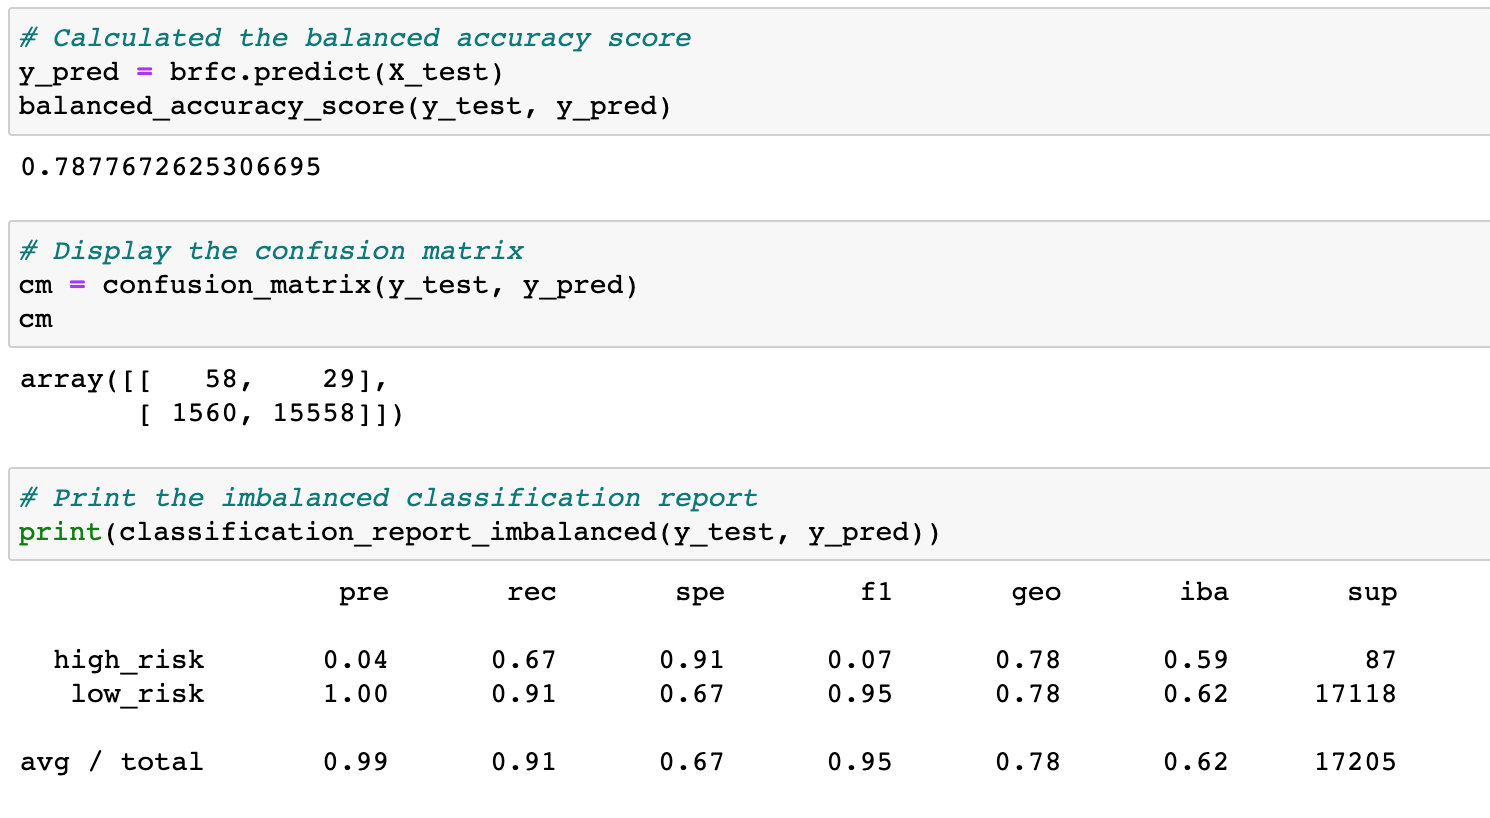 # Calculated the balanced accuracy score
y_pred = brfc.predict(X_test)
balanced_accuracy_score(y_test, y_pred)
0.7877672625306695
# Display the confusion matrix
cm = confusion_matrix(y_test, y_pred)
cm
array([[   58,    29],
       [ 1560, 15558]])
# Print the imbalanced classification report
print(classification_report_imbalanced(y_test, y_pred))
                   pre       rec       spe        f1       geo       iba       sup
  high_risk       0.04      0.67      0.91      0.07      0.78      0.59        87
   low_risk       1.00      0.91      0.67      0.95      0.78      0.62     17118
avg / total       0.99      0.91      0.67      0.95      0.78      0.62     17205